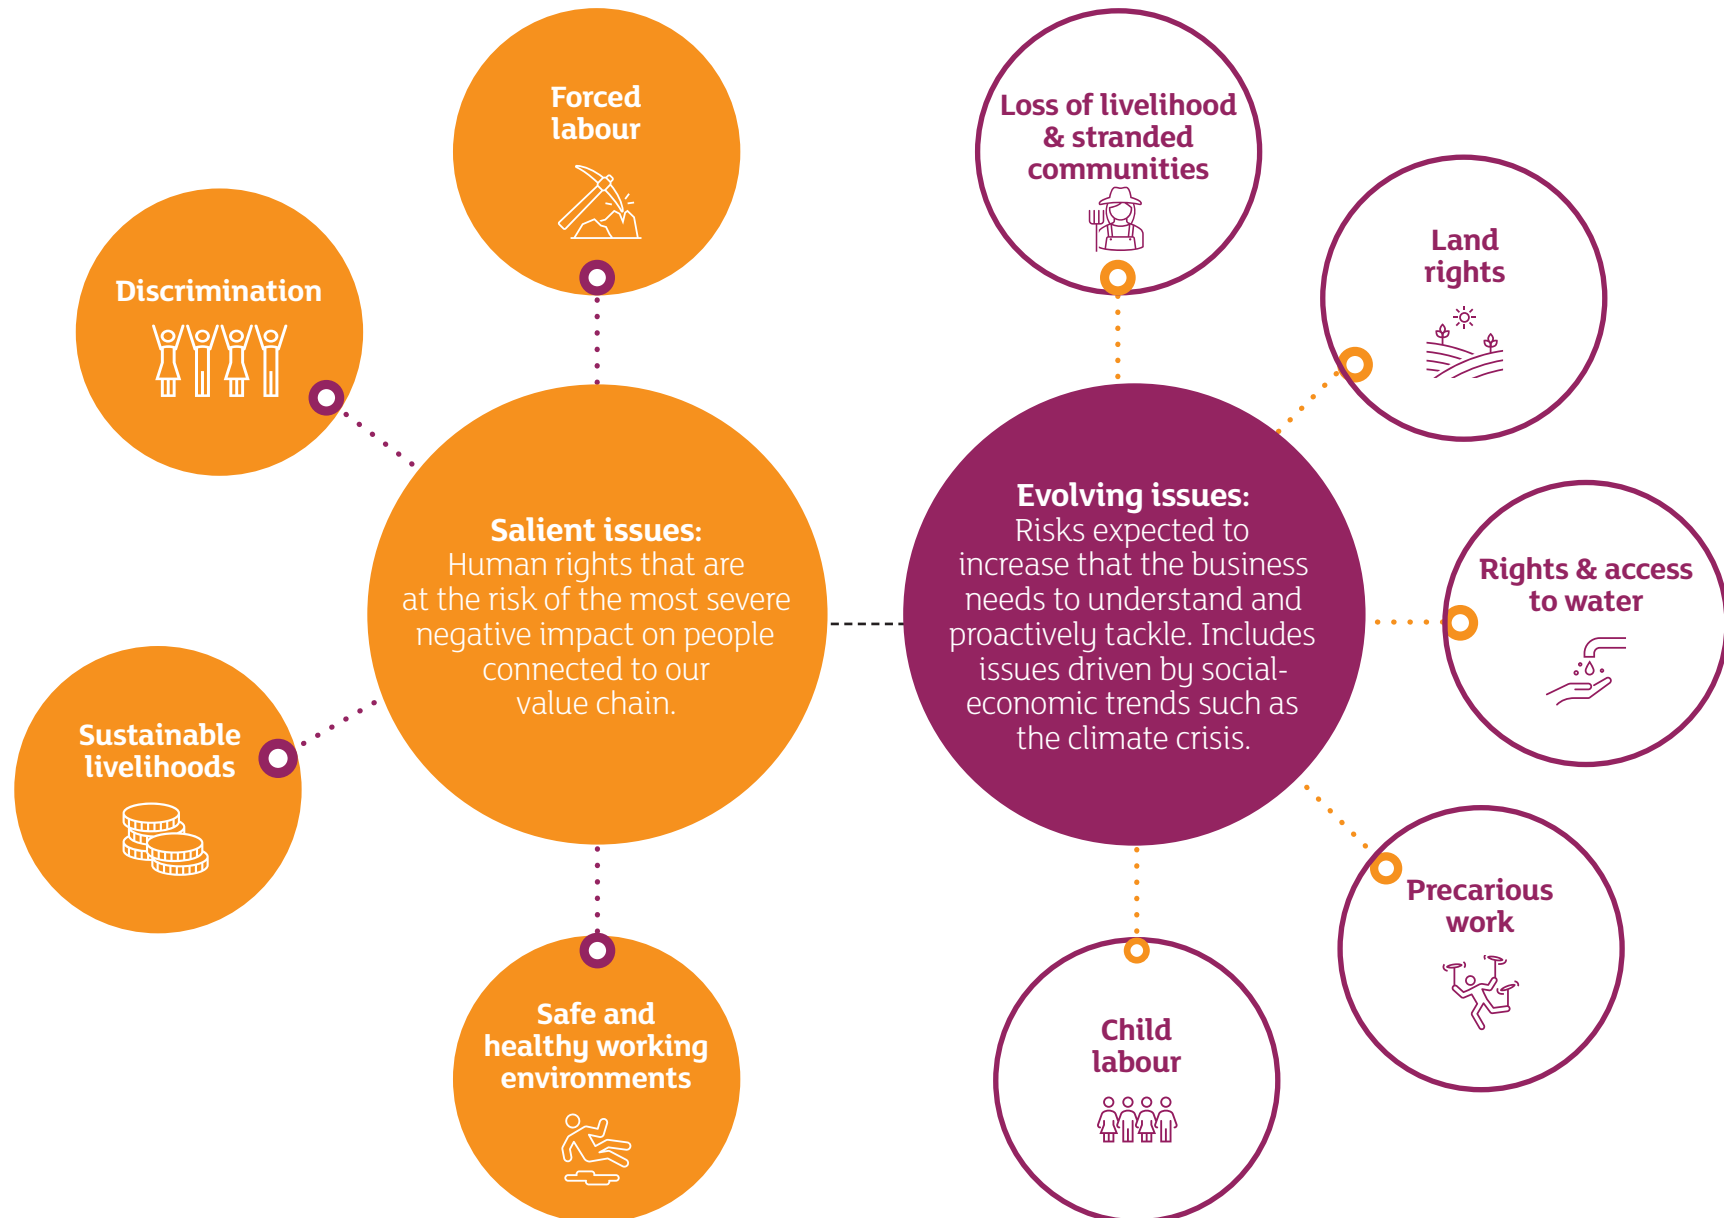 Forced
labour
Discrimination
Sustainable
livelihoods
Safe and
healthy working
environments
Salient issues:
Human rights that are
at the risk of the most severe
negative impact on people
connected to our
value chain.
Evolving issues:
Risks expected to
increase that the business
needs to understand and
proactively tackle. Includes
issues driven by social-
economic trends such as
the climate crisis.
Loss of livelihood
& stranded
communities
Land
rights
Rights & access
to water
Precarious
work
Child
labour